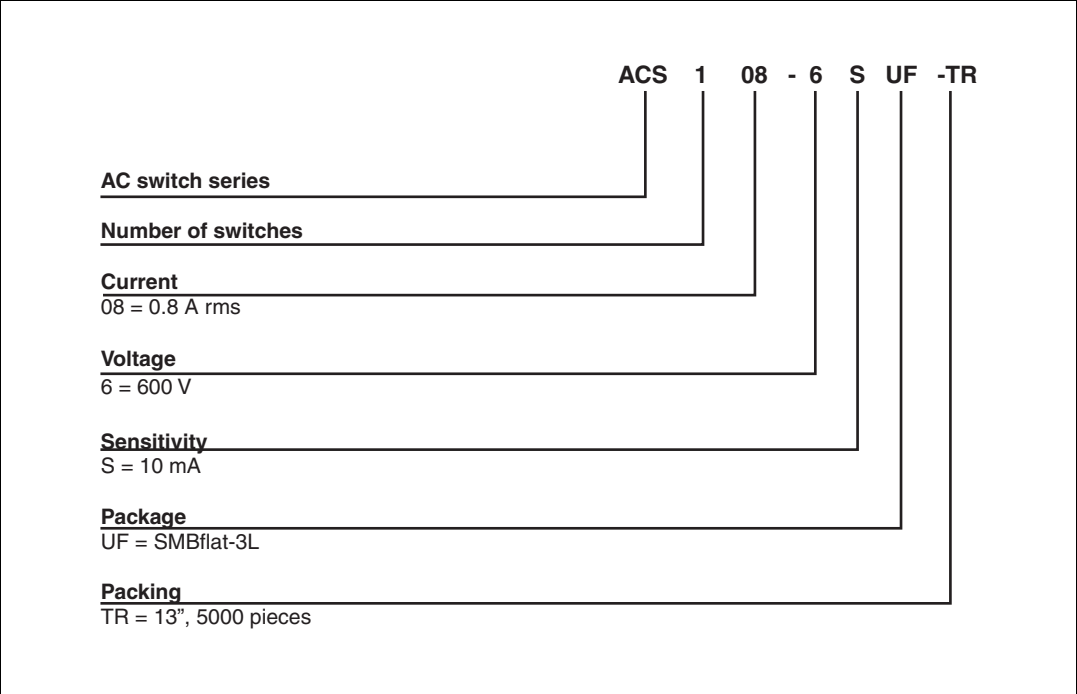 ACS 1 08 - 6 S UF -TR
AC switch series
Number of switches
Current
08 = 0.8 A rms
Voltage
6 = 600 V
Sensitivity
S = 10 mA
Package
UF = SMBflat-3L
Packing
TR = 13”, 5000 pieces